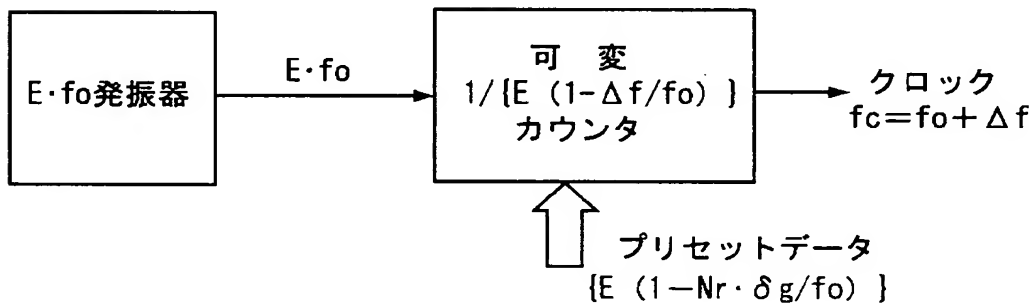 E·fo発振器
E·fo
可 変
1/{E (1-Δf/fo) }
カウンタ
クロック
fc=fo+Δf
プリセットデータ
{E (1-Nr·δg/fo) }